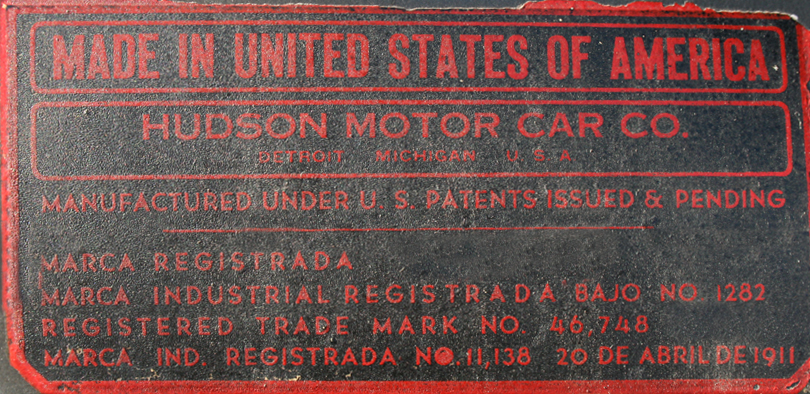 MADE IN UNITED STATES OF AMERICA
HUDSON MOTOR CAR CO.
DETROIT MICHIGAN U. S. A
MANUFACTURED UNDER U. S. PATENTS ISSUED & PENDING
MARCA REGISTRADA
MARCA INDUSTRIAL REGISTRADA BAJO NO. 1282
REGISTERED TRADE MARK NO. 46,748
MARCA IND. REGISTRADA NO. 11,138 20 DE ABRIL DE 1911